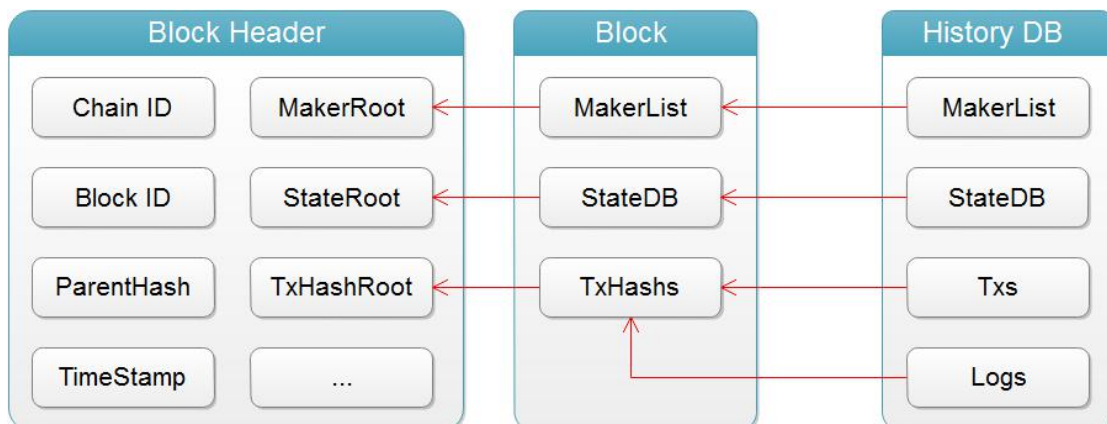 Block Header
Block
History DB
Chain ID
MakerRoot
MakerList
MakerList
Block ID
StateRoot
StateDB
StateDB
ParentHash
TxHashRoot
TxHashs
Txs
TimeStamp
...
Logs